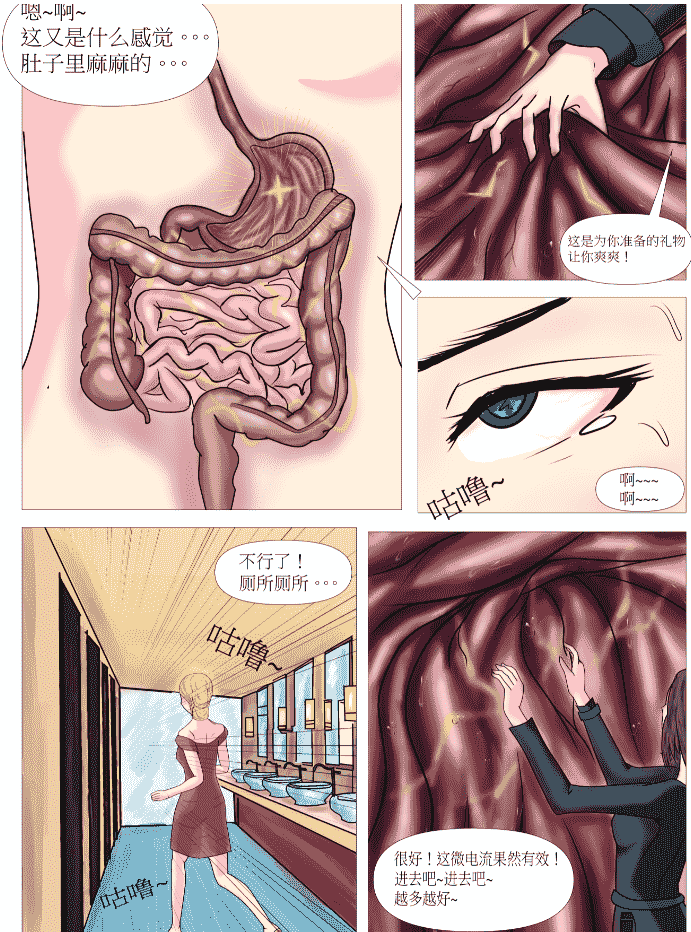 嗯~啊~
这又是什么感觉。。。
肚子里麻麻的。。。
这是为你准备的礼物
让你爽爽！
啊~~~
啊~~~
咕噜~
不行了！
厕所厕所。。。
咕噜~
咕噜~
很好！这微电流果然有效！
进去吧~进去吧~
越多越好~